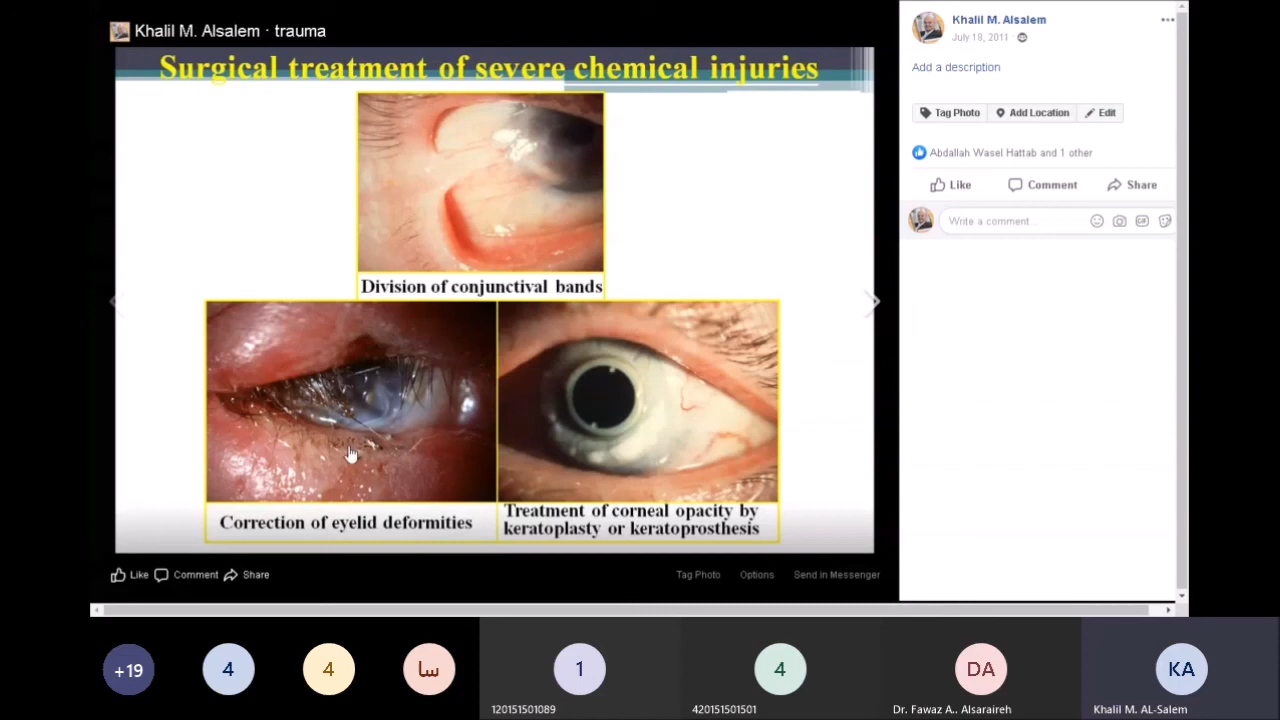 Khalil M. Alsalem · trauma
Surgical treatment of severe chemical injuries
Division of conjunctival bands
Correction of eyelid deformities
Treatment of corneal opacity by
keratoplasty or keratoprosthesis
Like Comment Share
Tag Photo Options Send in Messenger
Khalil M. Alsalem
July 18, 2011
Add a description
Tag Photo Add Location Edit
Abdallah Wasel Hattab and 1 other
Like Comment Share
Write a comment...
GIF
+19
4
4
سا
1
4
DA
KA
120151501089
420151501501
Dr. Fawaz A.. Alsaraireh
Khalil M. AL-Salem